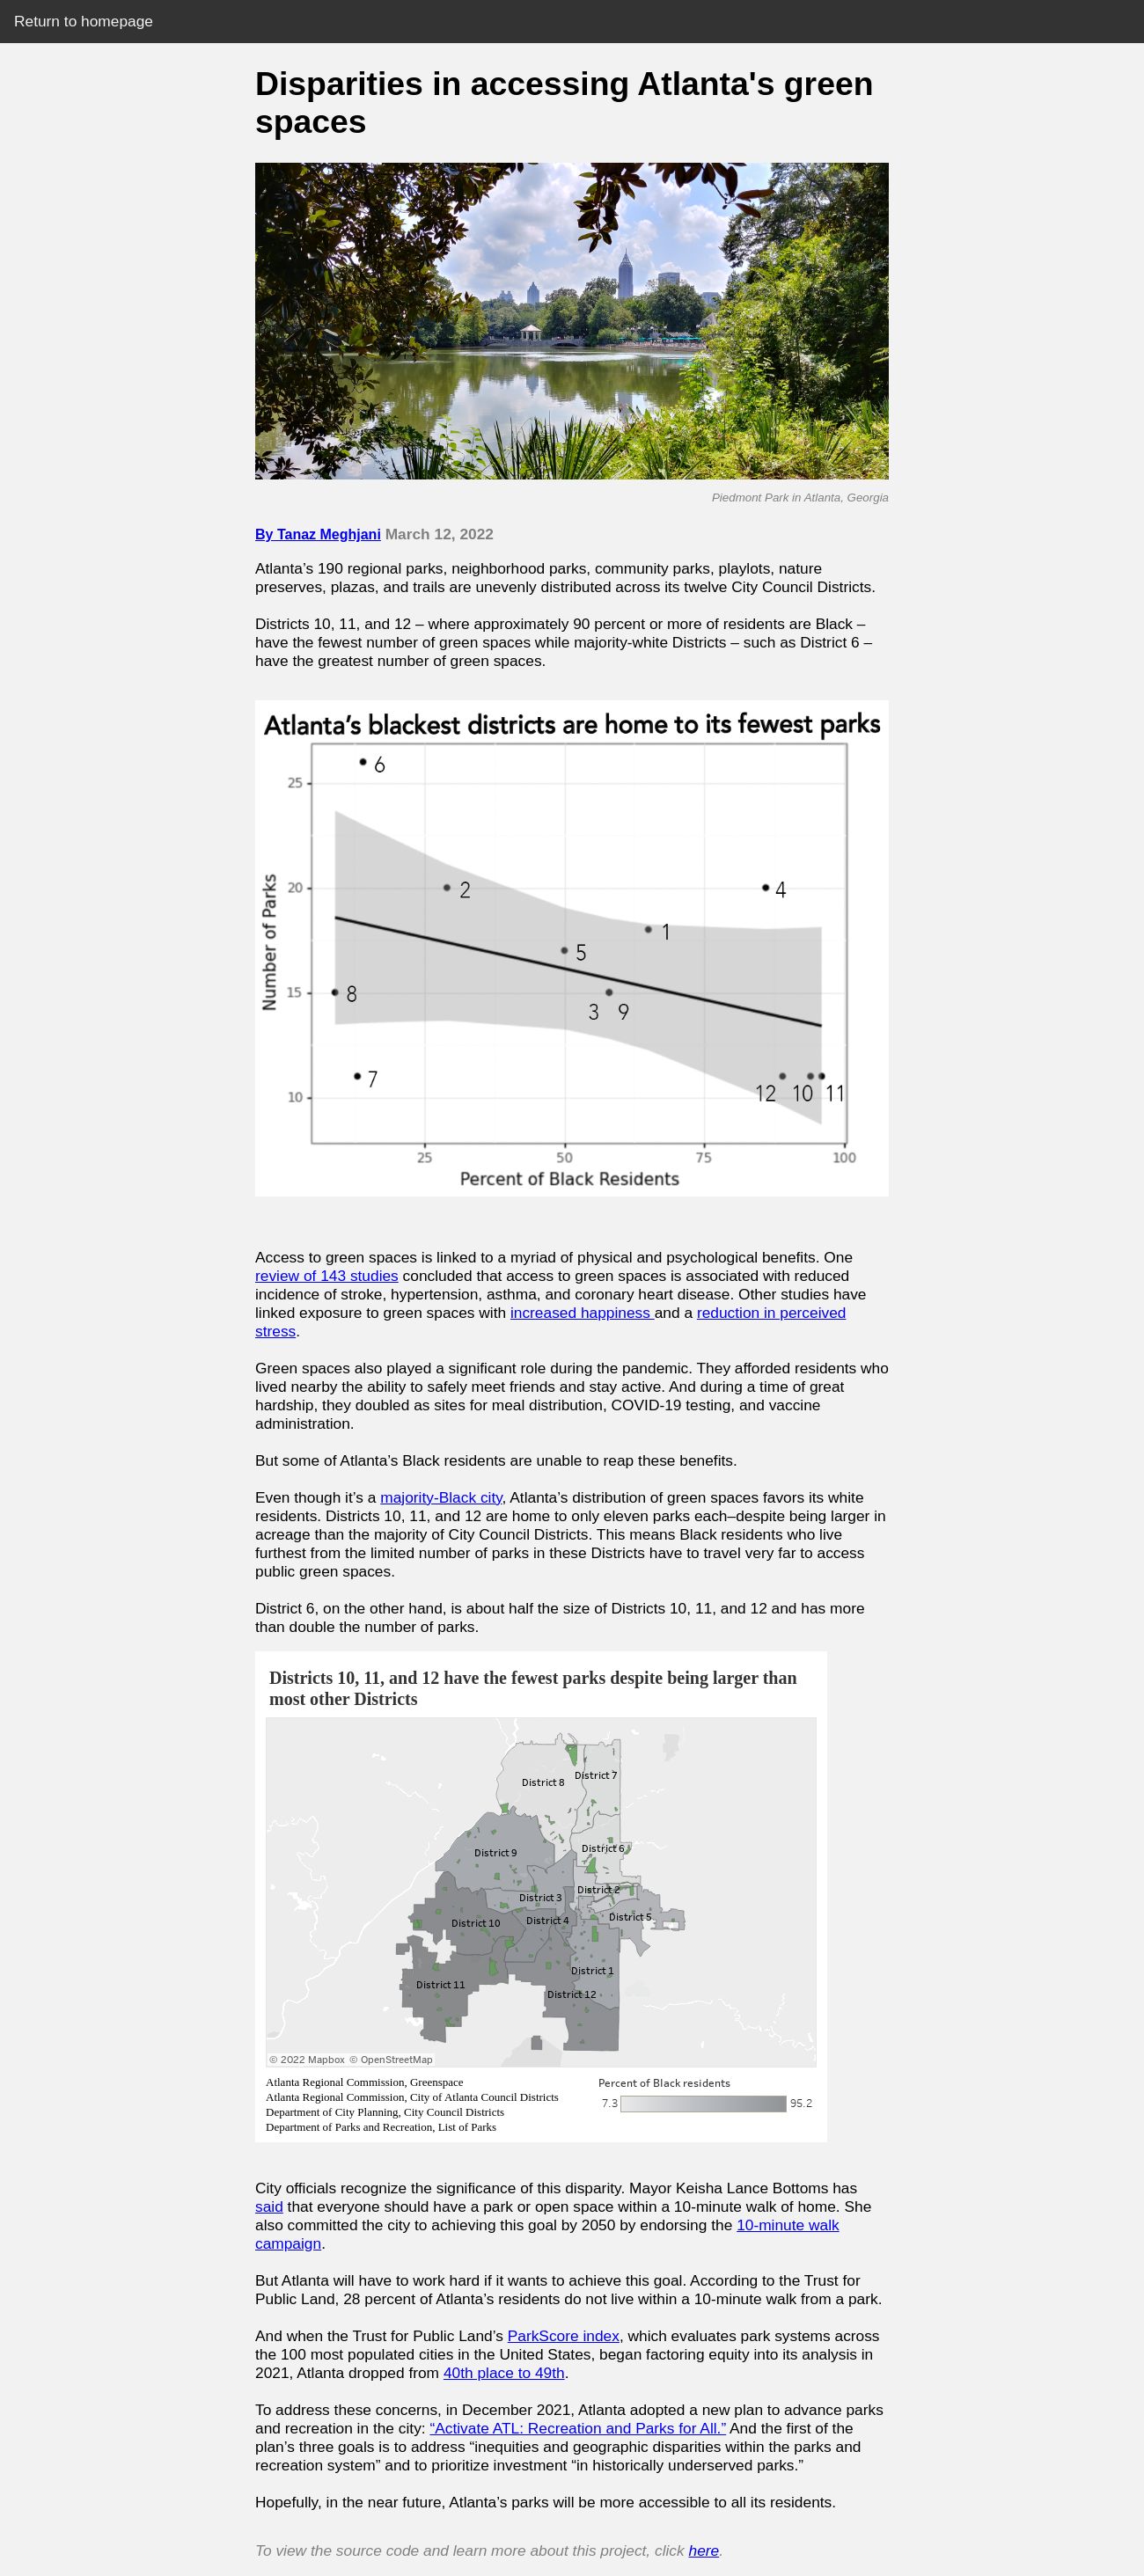 Return to homepage
Disparities in accessing Atlanta's green
spaces
Piedmont Park in Atlanta, Georgia
By Tanaz Meghjani March 12, 2022
Atlanta’s 190 regional parks, neighborhood parks, community parks, playlots, nature
preserves, plazas, and trails are unevenly distributed across its twelve City Council Districts.
Districts 10, 11, and 12 – where approximately 90 percent or more of residents are Black –
have the fewest number of green spaces while majority-white Districts – such as District 6 –
have the greatest number of green spaces.
Atlanta’s blackest districts are home to its fewest parks
6
25
2
20
4
Number of Parks
1
5
8
15
3 9
7
10
12 10 11
25 50 75 100
Percent of Black Residents
Access to green spaces is linked to a myriad of physical and psychological benefits. One
review of 143 studies concluded that access to green spaces is associated with reduced
incidence of stroke, hypertension, asthma, and coronary heart disease. Other studies have
linked exposure to green spaces with increased happiness and a reduction in perceived
stress.
Green spaces also played a significant role during the pandemic. They afforded residents who
lived nearby the ability to safely meet friends and stay active. And during a time of great
hardship, they doubled as sites for meal distribution, COVID-19 testing, and vaccine
administration.
But some of Atlanta’s Black residents are unable to reap these benefits.
Even though it’s a majority-Black city, Atlanta’s distribution of green spaces favors its white
residents. Districts 10, 11, and 12 are home to only eleven parks each–despite being larger in
acreage than the majority of City Council Districts. This means Black residents who live
furthest from the limited number of parks in these Districts have to travel very far to access
public green spaces.
District 6, on the other hand, is about half the size of Districts 10, 11, and 12 and has more
than double the number of parks.
Districts 10, 11, and 12 have the fewest parks despite being larger than
most other Districts
District 7
District 8
District 6
District 9
District 2
District 3
District 5
District 4
District 10
District 1
District 11
District 12
© 2022 Mapbox © OpenStreetMap
Atlanta Regional Commission, Greenspace
Atlanta Regional Commission, City of Atlanta Council Districts
Department of City Planning, City Council Districts
Department of Parks and Recreation, List of Parks
Percent of Black residents
7.3 95.2
City officials recognize the significance of this disparity. Mayor Keisha Lance Bottoms has
said that everyone should have a park or open space within a 10-minute walk of home. She
also committed the city to achieving this goal by 2050 by endorsing the 10-minute walk
campaign.
But Atlanta will have to work hard if it wants to achieve this goal. According to the Trust for
Public Land, 28 percent of Atlanta’s residents do not live within a 10-minute walk from a park.
And when the Trust for Public Land’s ParkScore index, which evaluates park systems across
the 100 most populated cities in the United States, began factoring equity into its analysis in
2021, Atlanta dropped from 40th place to 49th.
To address these concerns, in December 2021, Atlanta adopted a new plan to advance parks
and recreation in the city: “Activate ATL: Recreation and Parks for All.” And the first of the
plan’s three goals is to address “inequities and geographic disparities within the parks and
recreation system” and to prioritize investment “in historically underserved parks.”
Hopefully, in the near future, Atlanta’s parks will be more accessible to all its residents.
To view the source code and learn more about this project, click here.